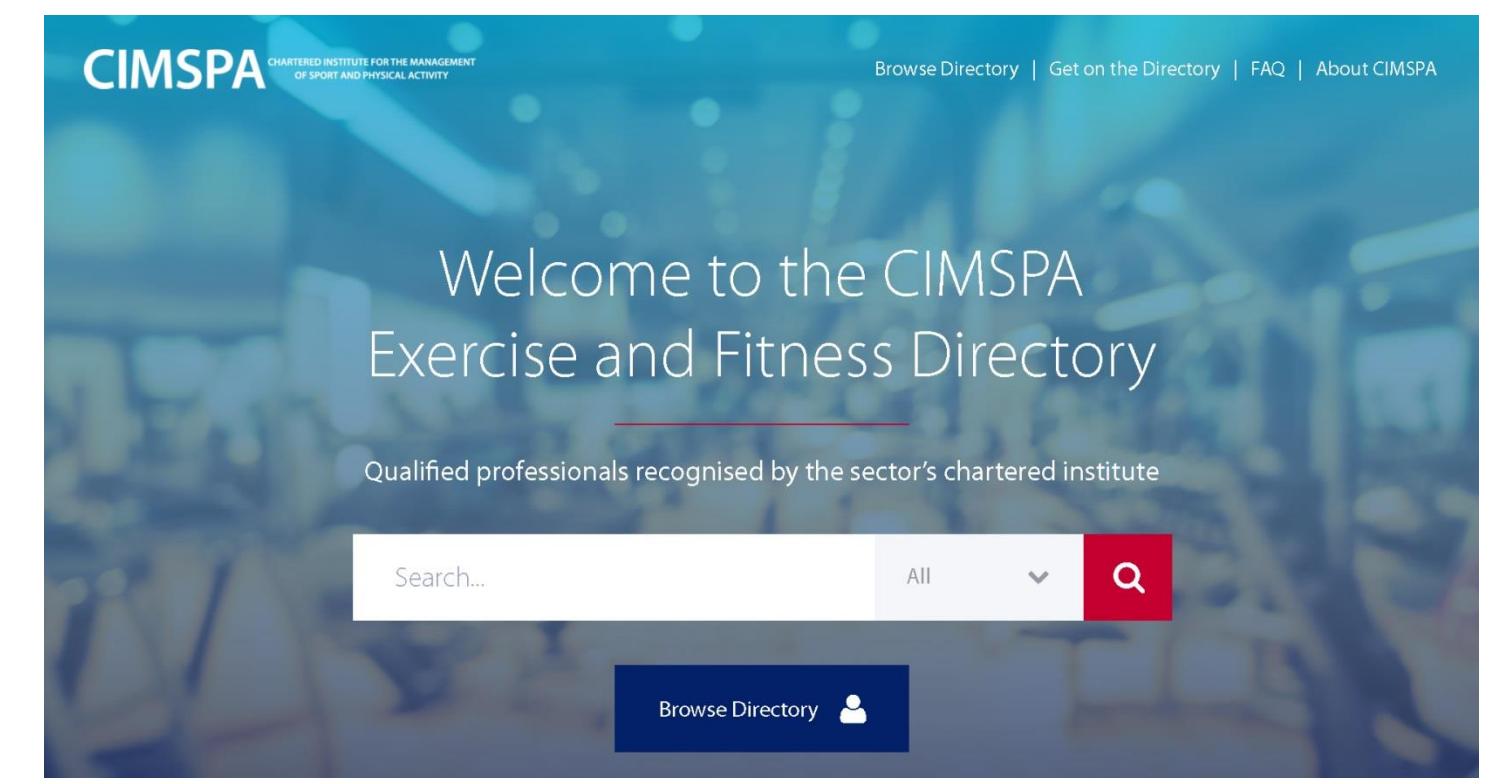 CIMSPA
CHARTERED INSTITUTE FOR THE MANAGEMENT
OF SPORT AND PHYSICAL ACTIVITY
Browse Directory | Get on the Directory | FAQ | About CIMSPA
Welcome to the CIMSPA
Exercise and Fitness Directory
Qualified professionals recognised by the sector’s chartered institute
Search...
All
Browse Directory